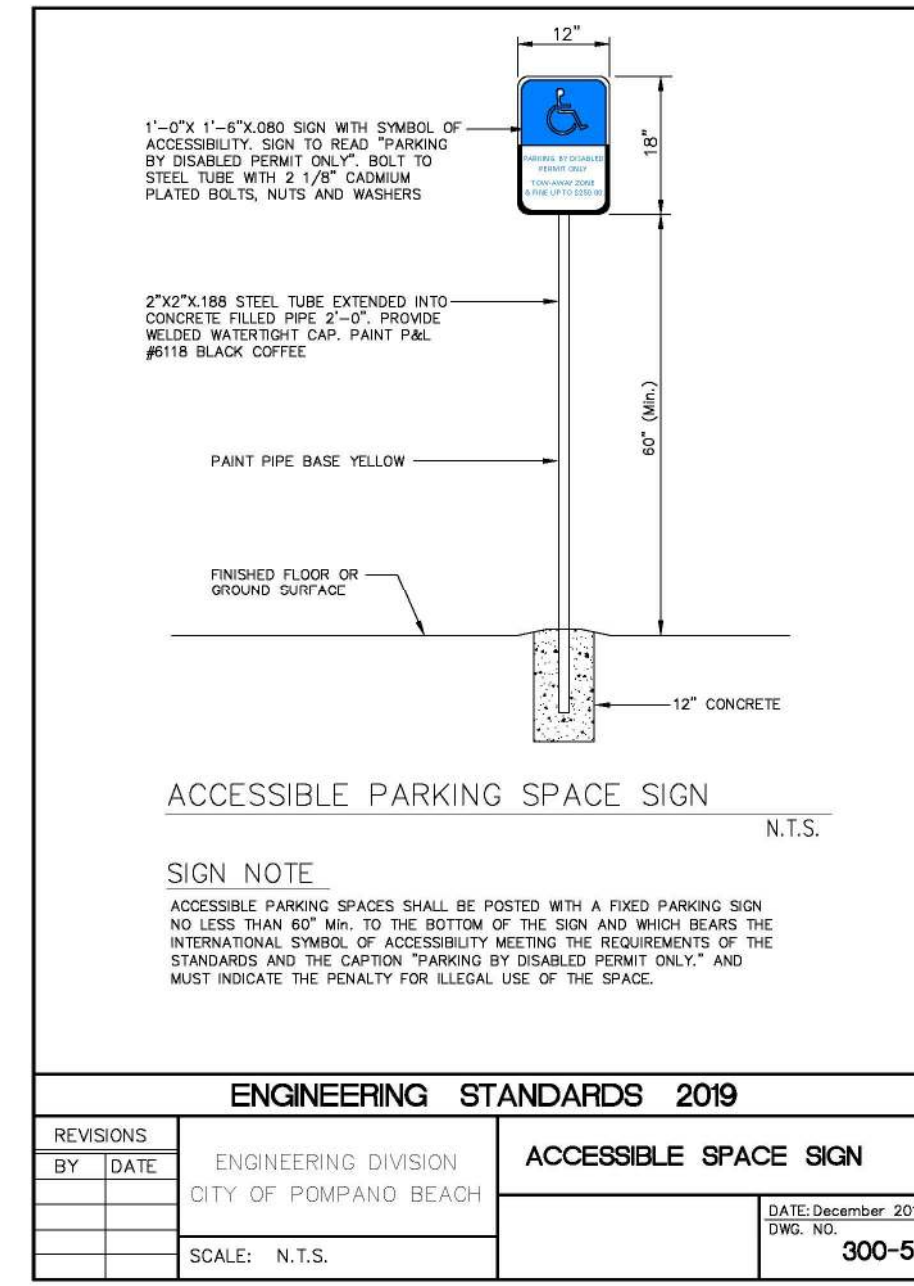 12"
1'-0"X 1'-6"X.080 SIGN WITH SYMBOL OF
ACCESSIBILITY. SIGN TO READ "PARKING
BY DISABLED PERMIT ONLY". BOLT TO
STEEL TUBE WITH 2 1/8" CADMIUM
PLATED BOLTS, NUTS AND WASHERS
PARKING BY DISABLED
PERMIT ONLY
TOW-AWAY ZONE
& FINE UP TO $250.00
18"
2"X2"X.188 STEEL TUBE EXTENDED INTO
CONCRETE FILLED PIPE 2'-0". PROVIDE
WELDED WATERTIGHT CAP. PAINT P&L
#6118 BLACK COFFEE
60" (Min.)
PAINT PIPE BASE YELLOW
FINISHED FLOOR OR
GROUND SURFACE
12" CONCRETE
ACCESSIBLE PARKING SPACE SIGN
N.T.S.
SIGN NOTE
ACCESSIBLE PARKING SPACES SHALL BE POSTED WITH A FIXED PARKING SIGN
NO LESS THAN 60" Min. TO THE BOTTOM OF THE SIGN AND WHICH BEARS THE
INTERNATIONAL SYMBOL OF ACCESSIBILITY MEETING THE REQUIREMENTS OF THE
STANDARDS AND THE CAPTION "PARKING BY DISABLED PERMIT ONLY." AND
MUST INDICATE THE PENALTY FOR ILLEGAL USE OF THE SPACE.
ENGINEERING STANDARDS 2019
REVISIONS
BY DATE
ENGINEERING DIVISION
CITY OF POMPANO BEACH
SCALE: N.T.S.
ACCESSIBLE SPACE SIGN
DATE: December
DWG. NO.
300-5